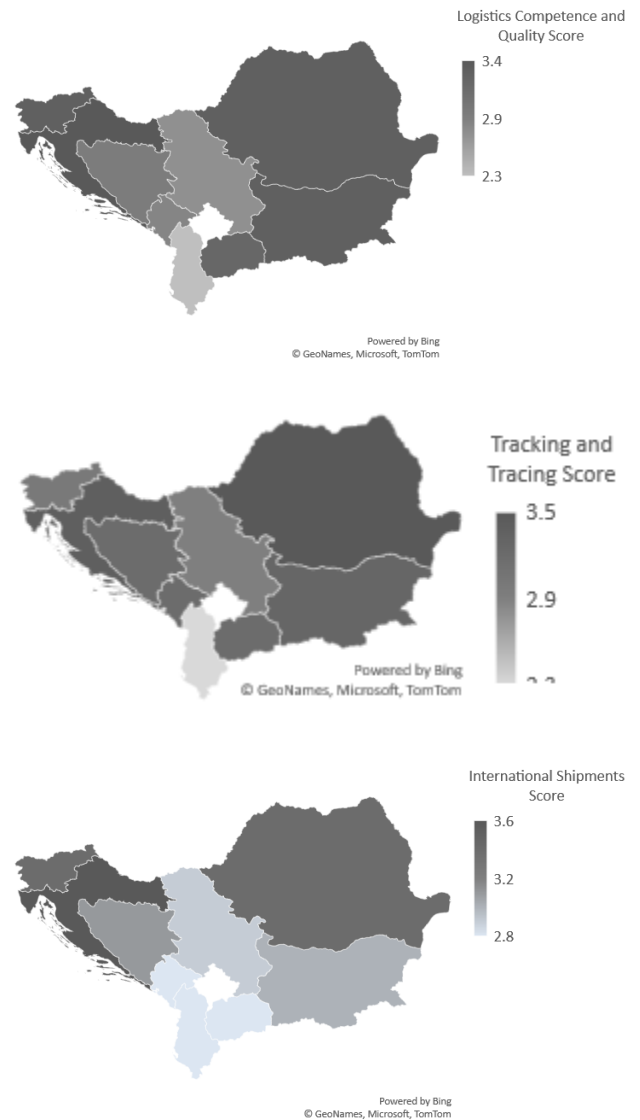 Logistics Competence and
Quality Score
3.4
2.9
2.3
Powered by Bing
© GeoNames, Microsoft, TomTom
Tracking and
Tracing Score
3.5
2.9
Powered by Bing
© GeoNames, Microsoft, TomTom
International Shipments
Score
3.6
3.2
2.8
Powered by Bing
© GeoNames, Microsoft, TomTom